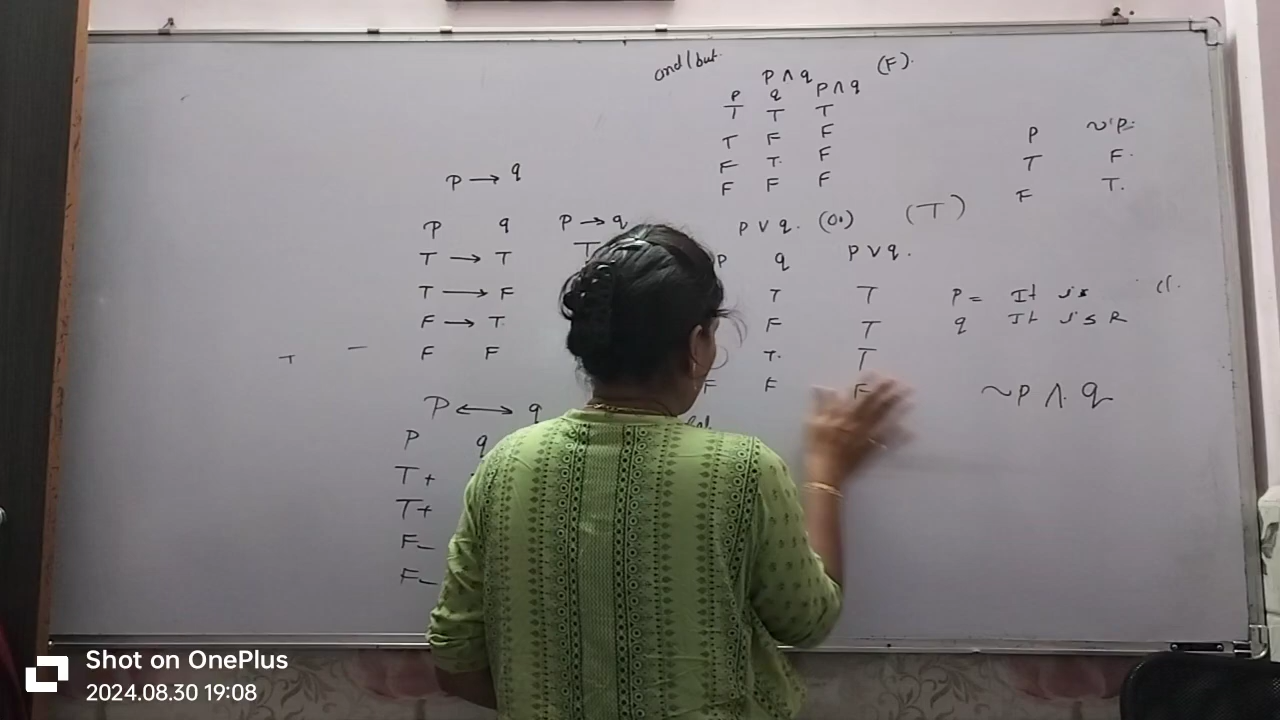 and/but.
P ∧ q (F).
P q P ∧ q
T T T
T F F
F T. F
F F F
P ~P.
T F.
F T.
P → q
P q P → q
T → T T
T → F
F → T.
F F
T —
P ∨ q. (Or) (T)
P q P ∨ q.
T T
F T
T. T
F F F
P = It is
q It is R
~P ∧ q
P ⟷ q
P q
T +
T +
F –
F –
Shot on OnePlus
2024.08.30 19:08